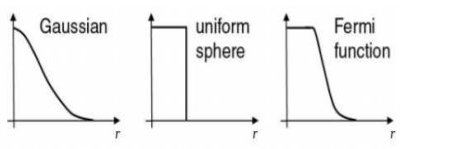 Gaussian
uniform
sphere
Fermi
function
r
r
r